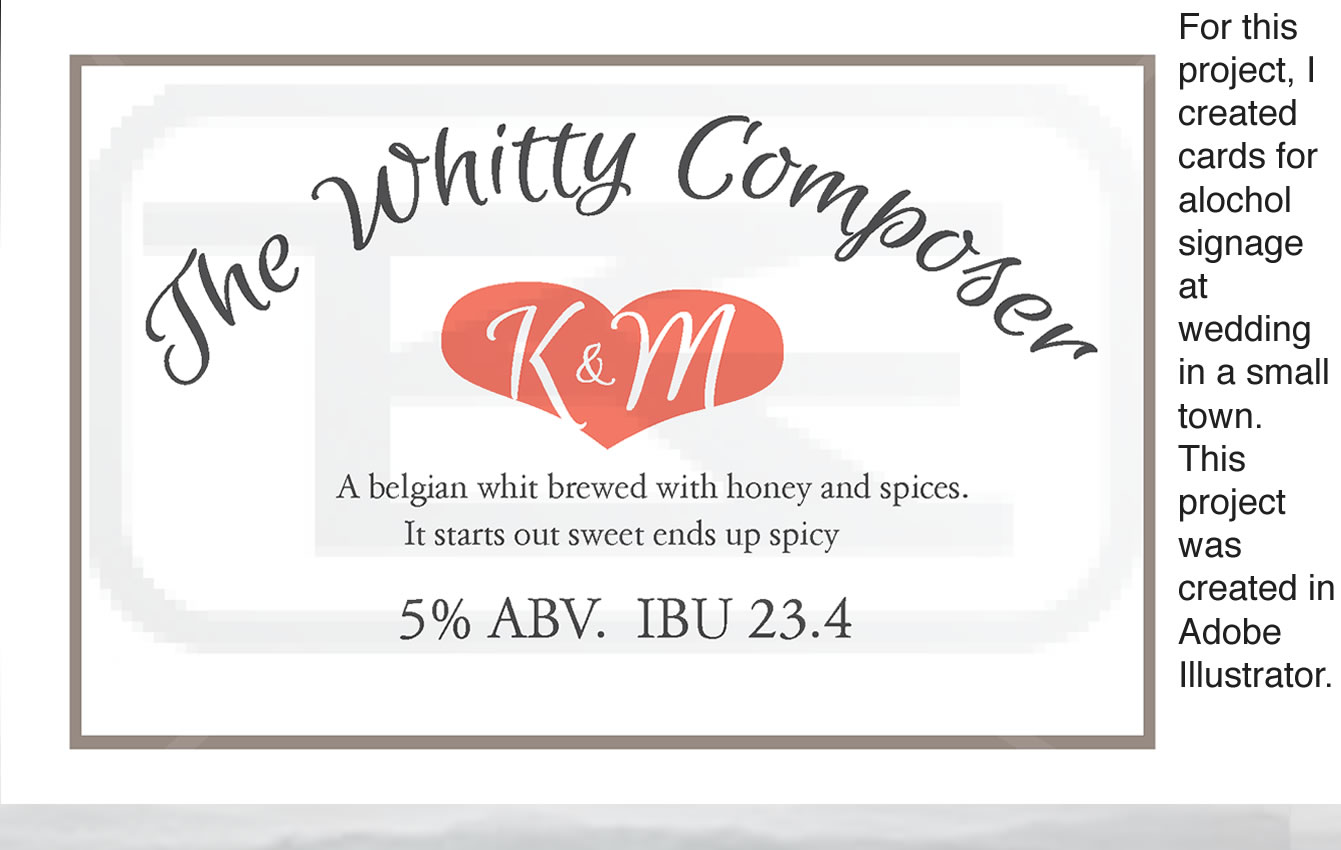 The Whitty Composer
K & M
A belgian whit brewed with honey and spices.
It starts out sweet ends up spicy
5% ABV. IBU 23.4
For this
project, I
created
cards for
alochol
signage
at
wedding
in a small
town.
This
project
was
created in
Adobe
Illustrator.